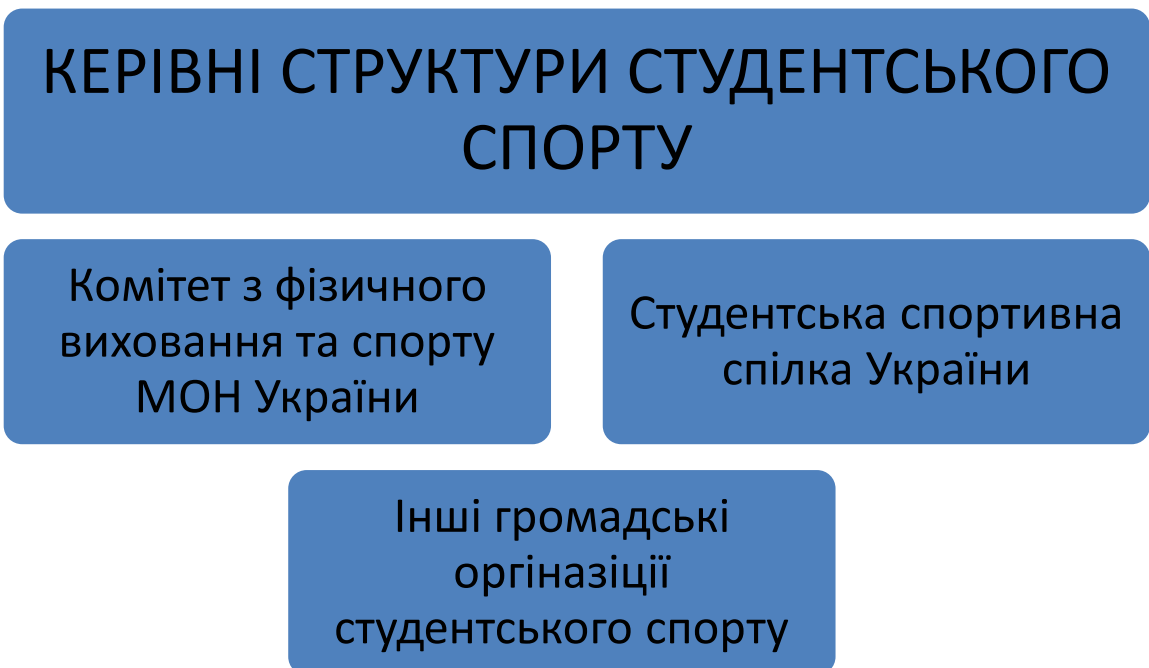 КЕРІВНІ СТРУКТУРИ СТУДЕНТСЬКОГО
СПОРТУ
Комітет з фізичного
виховання та спорту
МОН України
Студентська спортивна
спілка України
Інші громадські
оргіназіції
студентського спорту